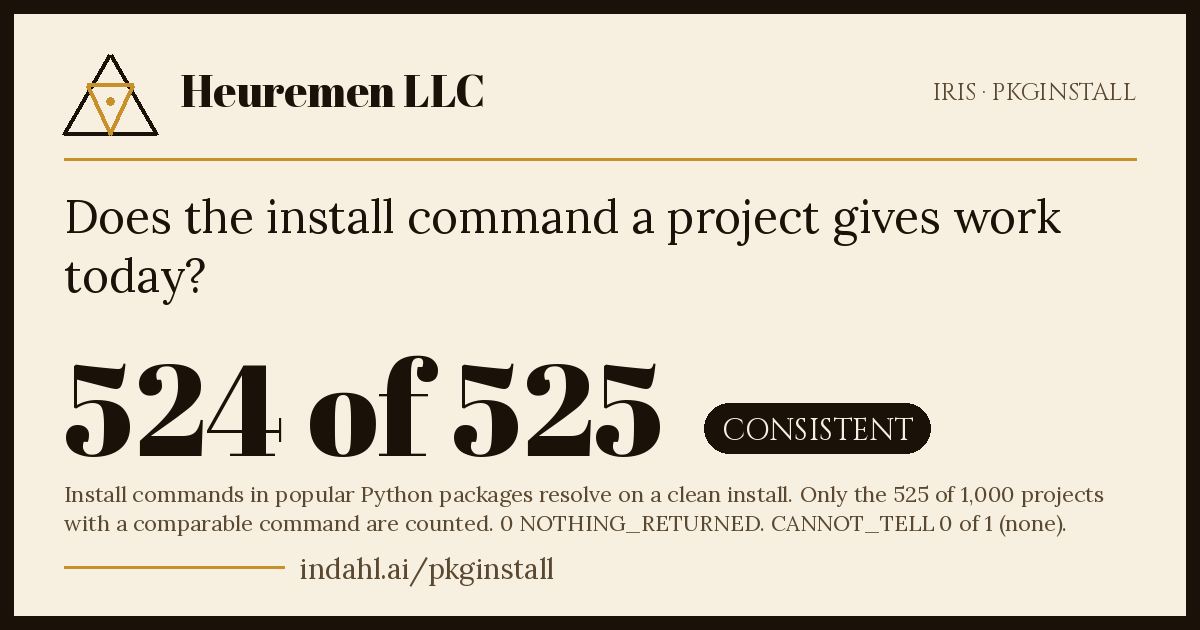 Heuremen LLC
IRIS · PKGINSTALL
Does the install command a project gives work
today?
524 of 525
CONSISTENT
Install commands in popular Python packages resolve on a clean install. Only the 525 of 1,000 projects
with a comparable command are counted. 0 NOTHING_RETURNED. CANNOT_TELL 0 of 1 (none).
indahl.ai/pkginstall